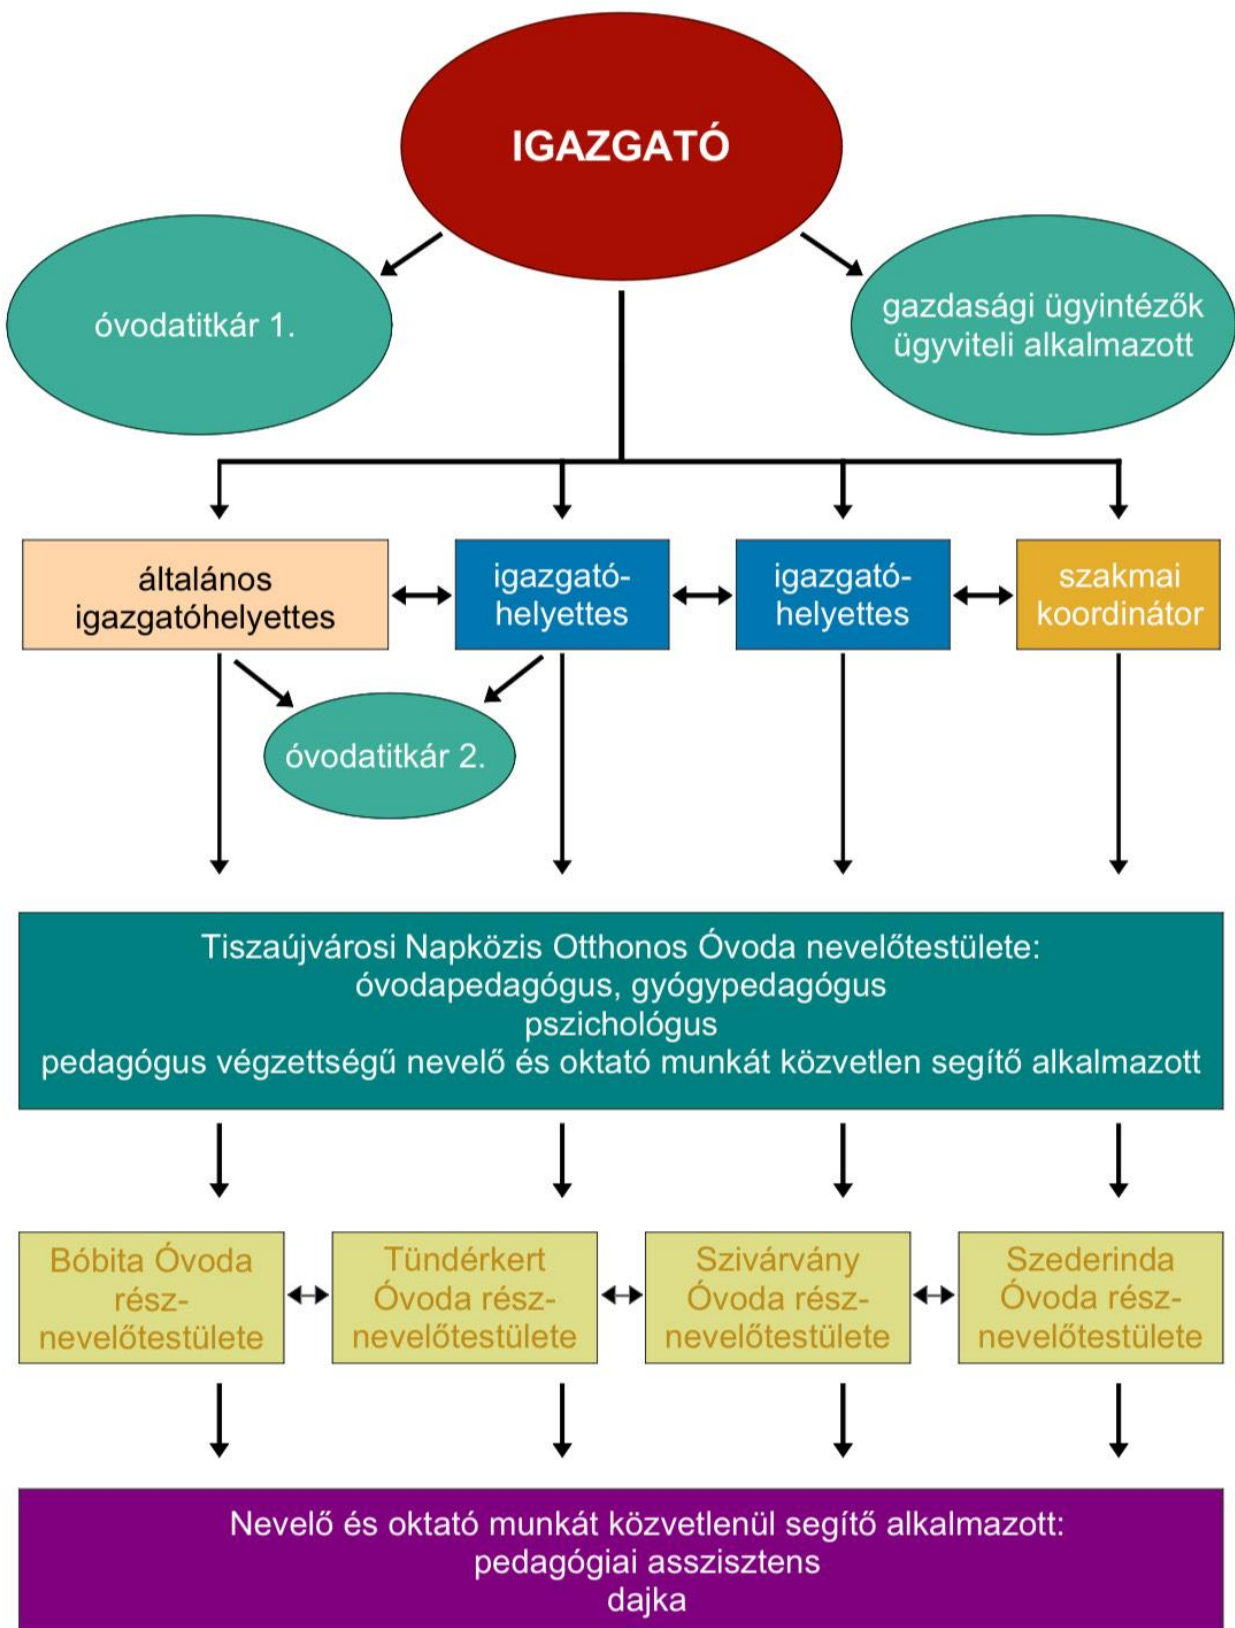 IGAZGATÓ
óvodatitkár 1.
gazdasági ügyintézők
ügyviteli alkalmazott
általános
igazgatóhelyettes
igazgató-
helyettes
igazgató-
helyettes
szakmai
koordinátor
óvodatitkár 2.
Tiszaújvárosi Napközis Otthonos Óvoda nevelőtestülete:
óvodapedagógus, gyógypedagógus
pszichológus
pedagógus végzettségű nevelő és oktató munkát közvetlen segítő alkalmazott
Bóbita Óvoda
rész-
nevelőtestülete
Tündérkert
Óvoda rész-
nevelőtestülete
Szivárvány
Óvoda rész-
nevelőtestülete
Szederinda
Óvoda rész-
nevelőtestülete
Nevelő és oktató munkát közvetlenül segítő alkalmazott:
pedagógiai asszisztens
dajka